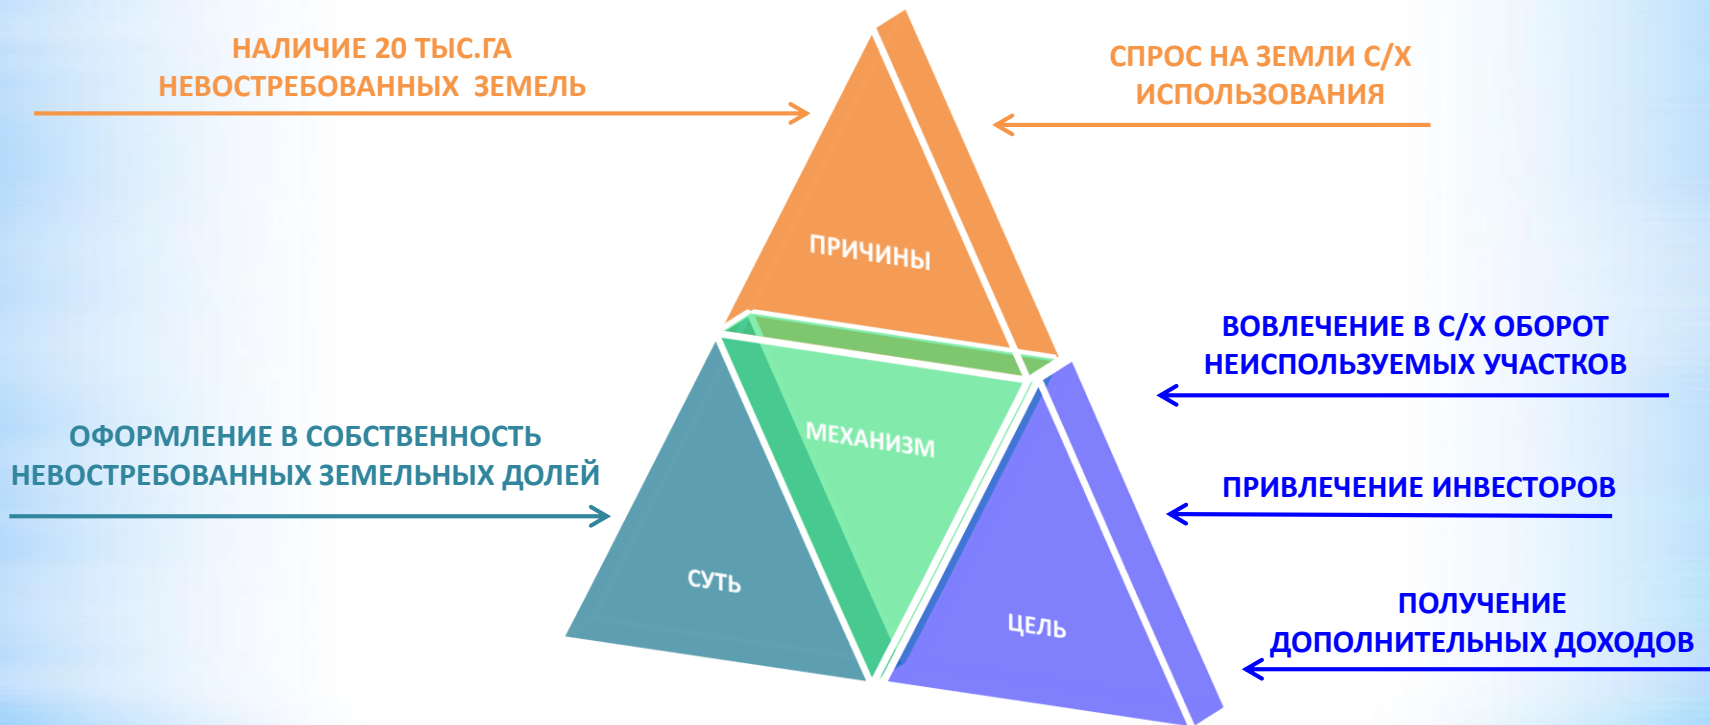 НАЛИЧИЕ 20 ТЫС.ГА
НЕВОСТРЕБОВАННЫХ ЗЕМЕЛЬ
СПРОС НА ЗЕМЛИ С/Х
ИСПОЛЬЗОВАНИЯ
ПРИЧИНЫ
ВОВЛЕЧЕНИЕ В С/Х ОБОРОТ
НЕИСПОЛЬЗУЕМЫХ УЧАСТКОВ
ОФОРМЛЕНИЕ В СОБСТВЕННОСТЬ
НЕВОСТРЕБОВАННЫХ ЗЕМЕЛЬНЫХ ДОЛЕЙ
МЕХАНИЗМ
ПРИВЛЕЧЕНИЕ ИНВЕСТОРОВ
СУТЬ
ЦЕЛЬ
ПОЛУЧЕНИЕ
ДОПОЛНИТЕЛЬНЫХ ДОХОДОВ